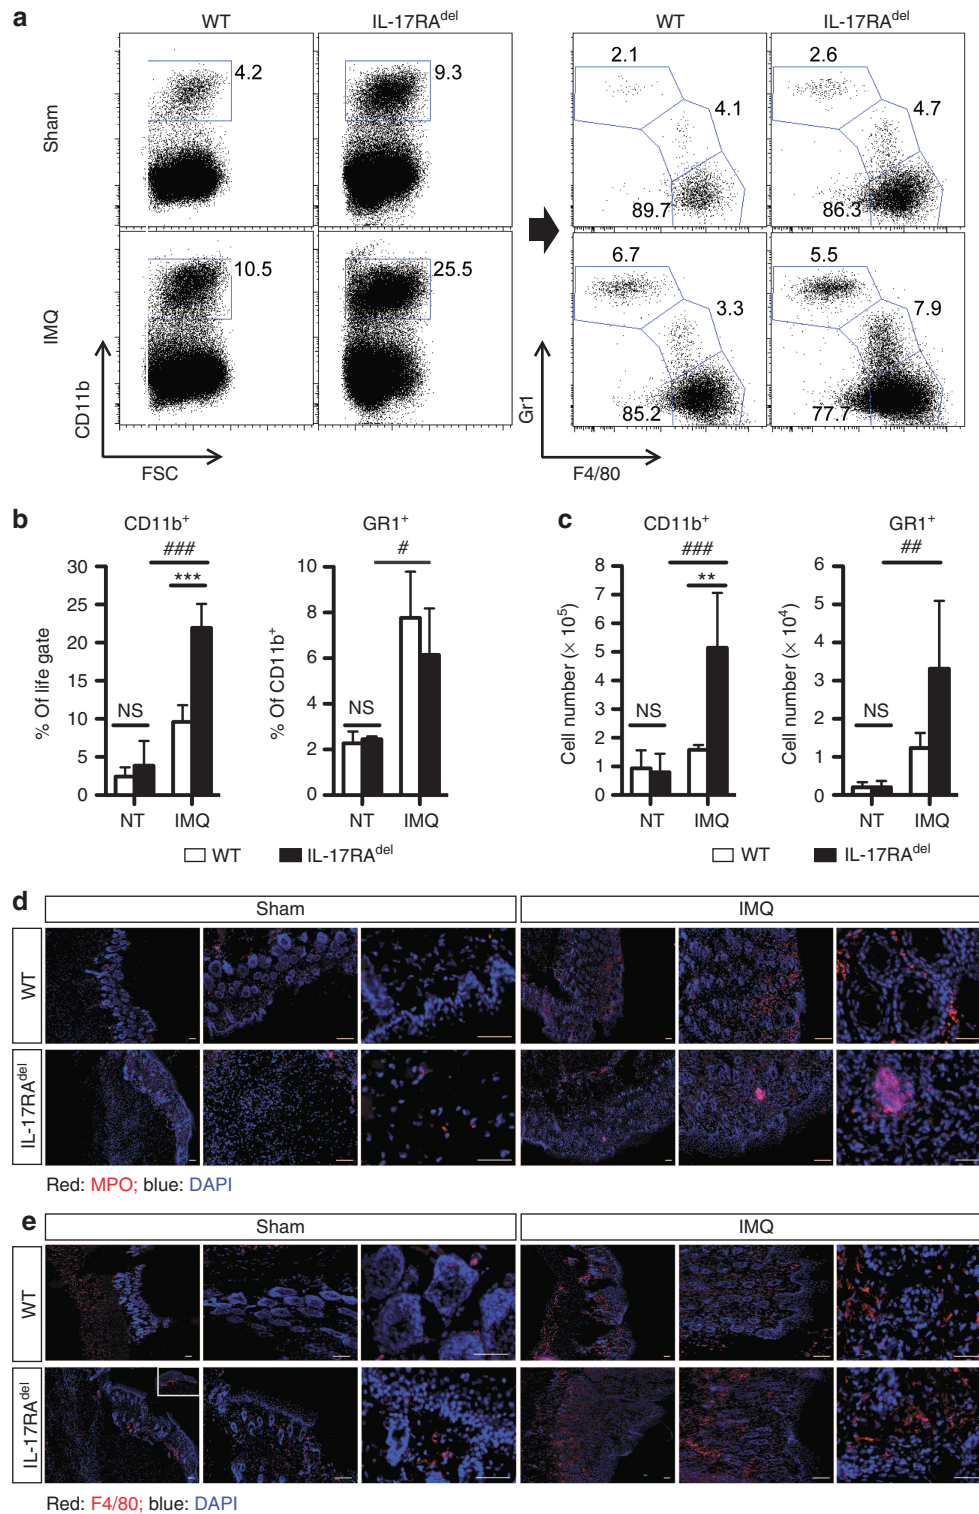 a
WT
IL-17RAdel
WT
IL-17RAdel
Sham
4.2
9.3
2.1
4.1
89.7
2.6
4.7
86.3
IMQ
10.5
25.5
6.7
3.3
85.2
5.5
7.9
77.7
CD11b
FSC
Gr1
F4/80
b
CD11b+
###
***
NS
% Of life gate
30
25
20
15
10
5
0
NT
IMQ
GR1+
#
NS
% Of CD11b+
10
8
6
4
2
0
NT
IMQ
WT
IL-17RAdel
c
CD11b+
###
**
NS
Cell number (× 10⁵)
8
7
6
5
4
3
2
1
0
NT
IMQ
GR1+
##
NS
Cell number (× 10⁴)
6
5
4
3
2
1
0
NT
IMQ
WT
IL-17RAdel
d
Sham
IMQ
WT
IL-17RAdel
Red: MPO; blue: DAPI
e
Sham
IMQ
WT
IL-17RAdel
Red: F4/80; blue: DAPI